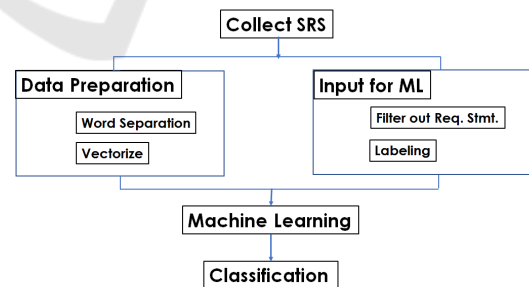 Collect SRS
Data Preparation
Word Separation
Vectorize
Input for ML
Filter out Req. Stmt.
Labeling
Machine Learning
Classification